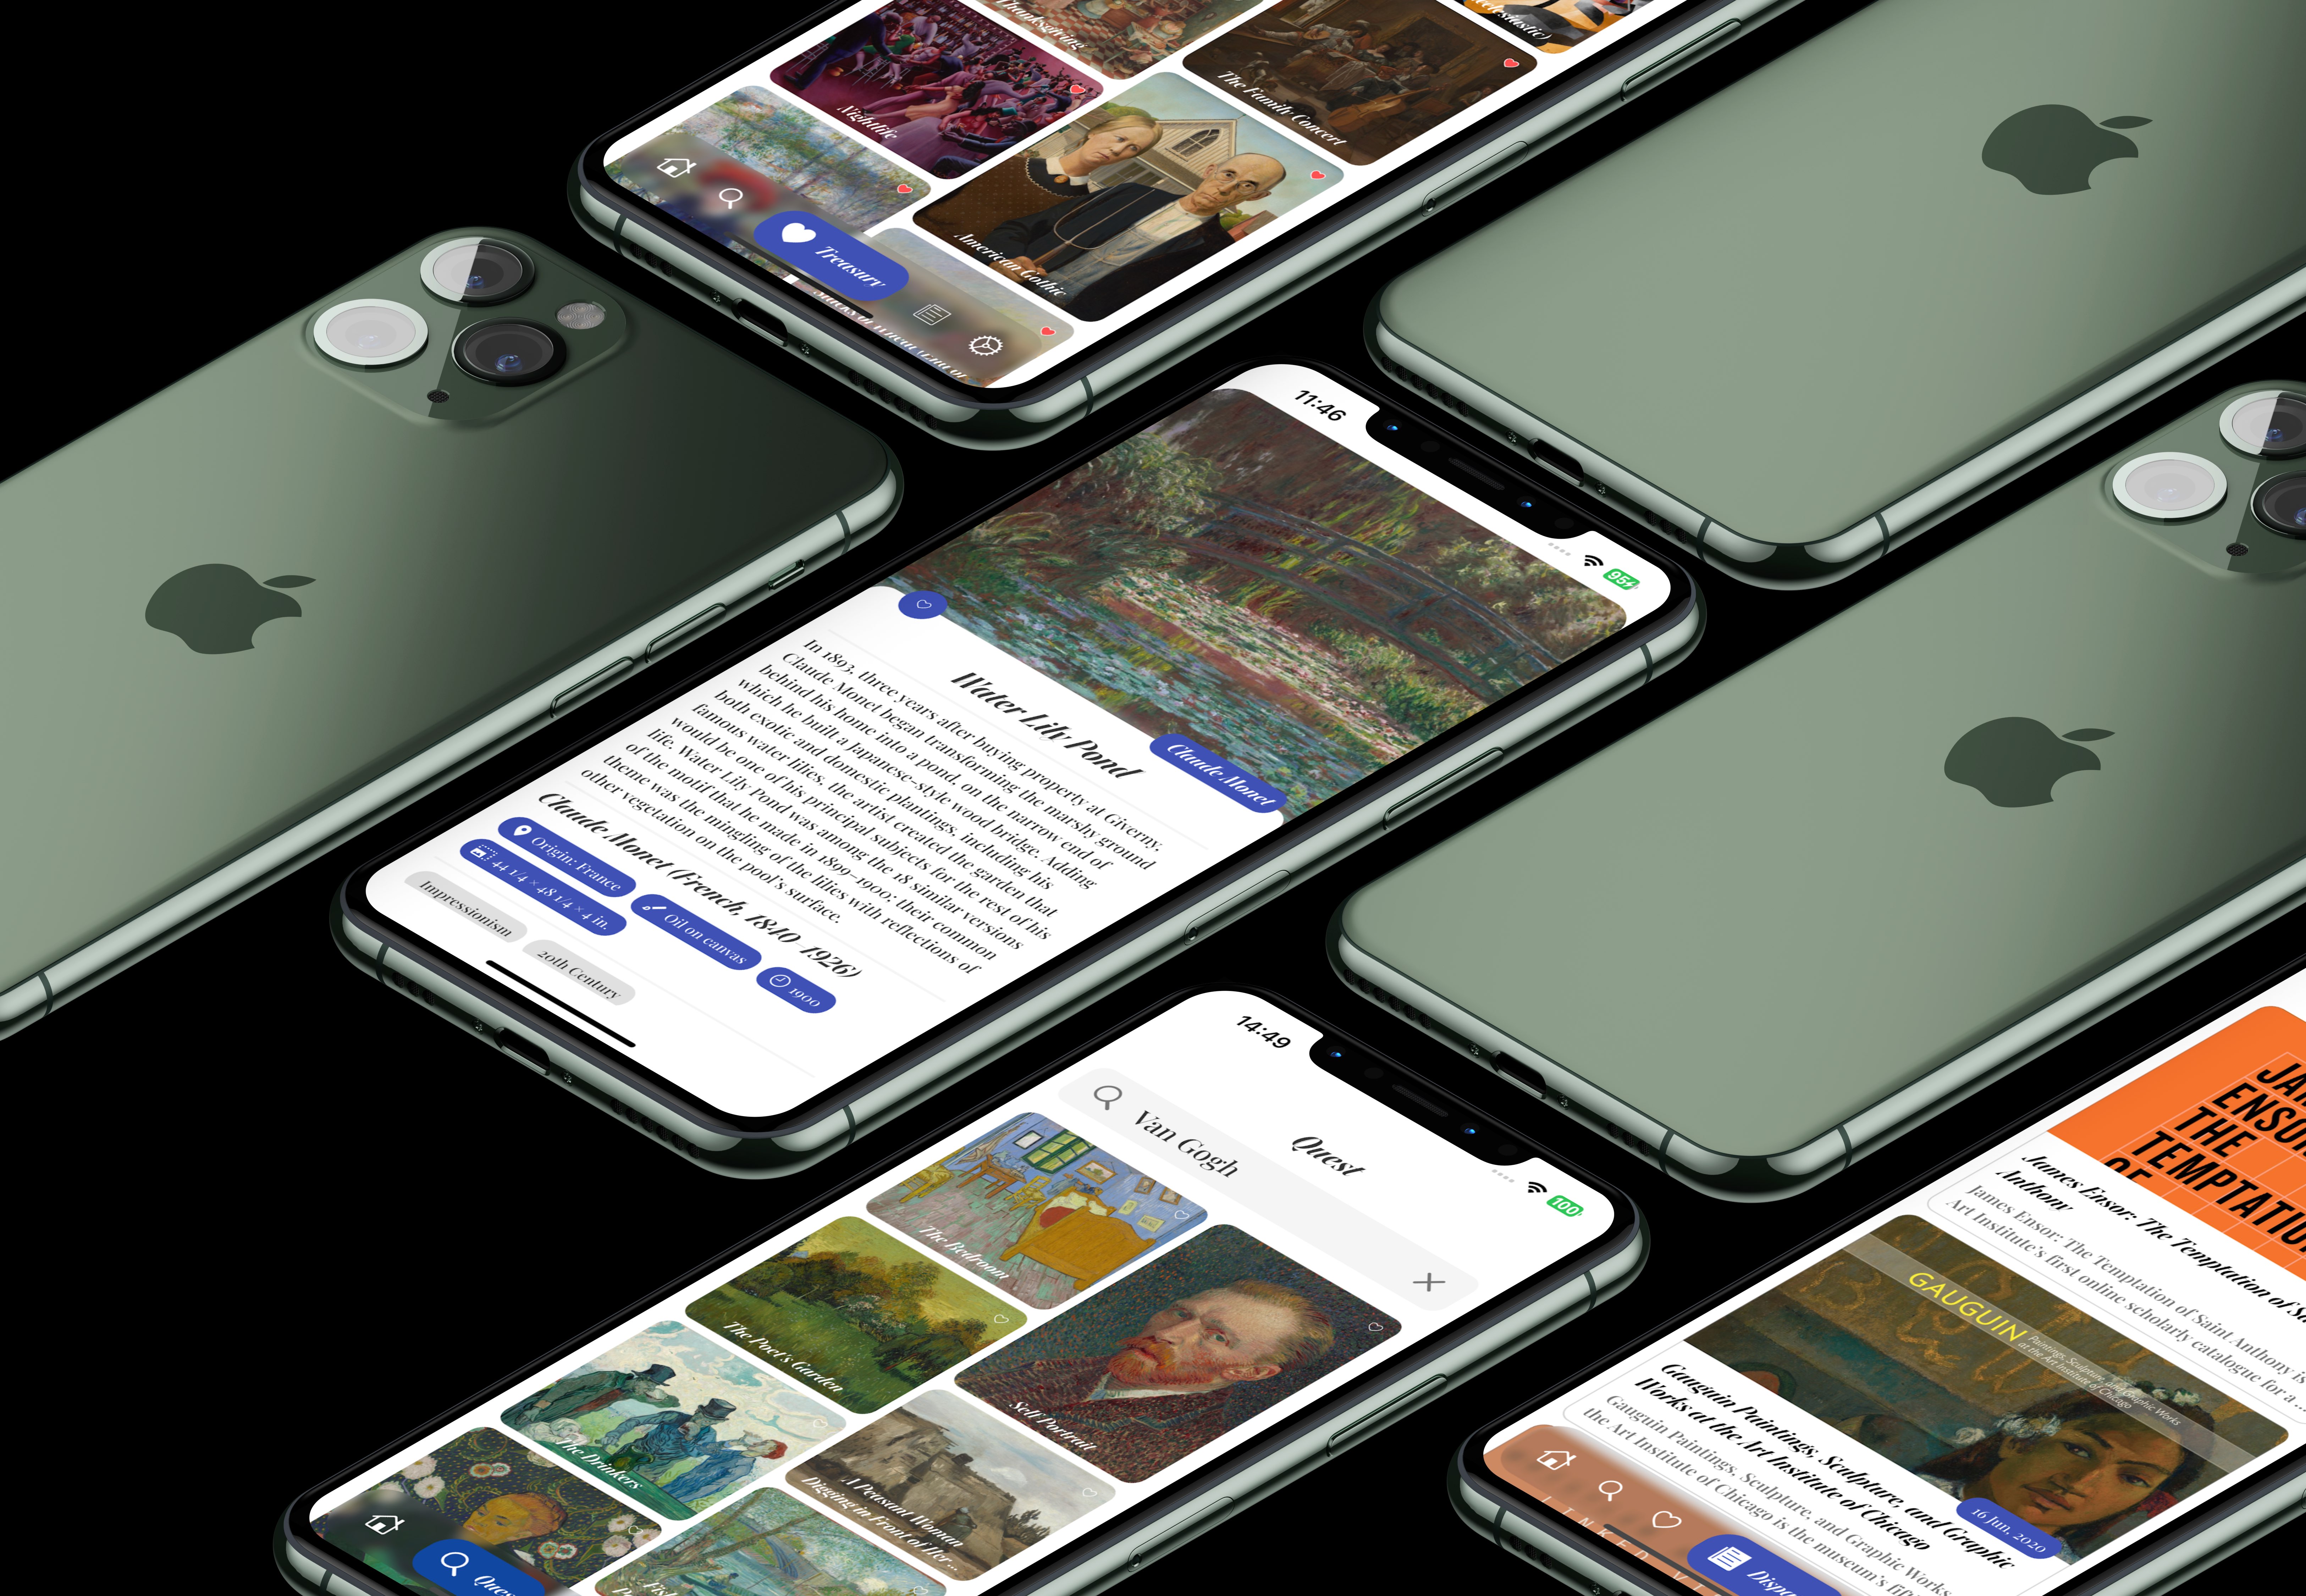 Thanksgiving
Nightlife
The Family Concert
American Gothic
Treasury
11:46
95
Claude Monet
Water Lily Pond
In 1893, three years after buying property at Giverny,
Claude Monet began transforming the marshy ground
behind his home into a pond, on the narrow end of
which he built a Japanese-style wood bridge. Adding
both exotic and domestic plantings, including his
famous water lilies, the artist created the garden that
would be one of his principal subjects for the rest of his
life. Water Lily Pond was among the 18 similar versions
of the motif that he made in 1899–1900; their common
theme was the mingling of the lilies with reflections of
other vegetation on the pool's surface.
Claude Monet (French, 1840–1926)
Origin: France
Oil on canvas
1900
44 1/4 × 48 1/4 × 4 in.
Impressionism
20th Century
14:49
100
Quest
Van Gogh
The Bedroom
Self-Portrait
The Poet's Garden
The Drinkers
A Peasant Woman
Digging in Front of Her...
ENSOR
THE
James Ensor: The Temptation of
Anthony
James Ensor: The Temptation of Saint Anthony is
Art Institute's first online scholarly catalogue for a ...
GAUGUIN
Paintings, Sculpture, and Graphic Works
at the Art Institute of Chicago
16 Jun, 2020
Gauguin Paintings, Sculpture, and Graphic
Works at the Art Institute of Chicago
Gauguin Paintings, Sculpture, and Graphic Works
the Art Institute of Chicago is the museum's